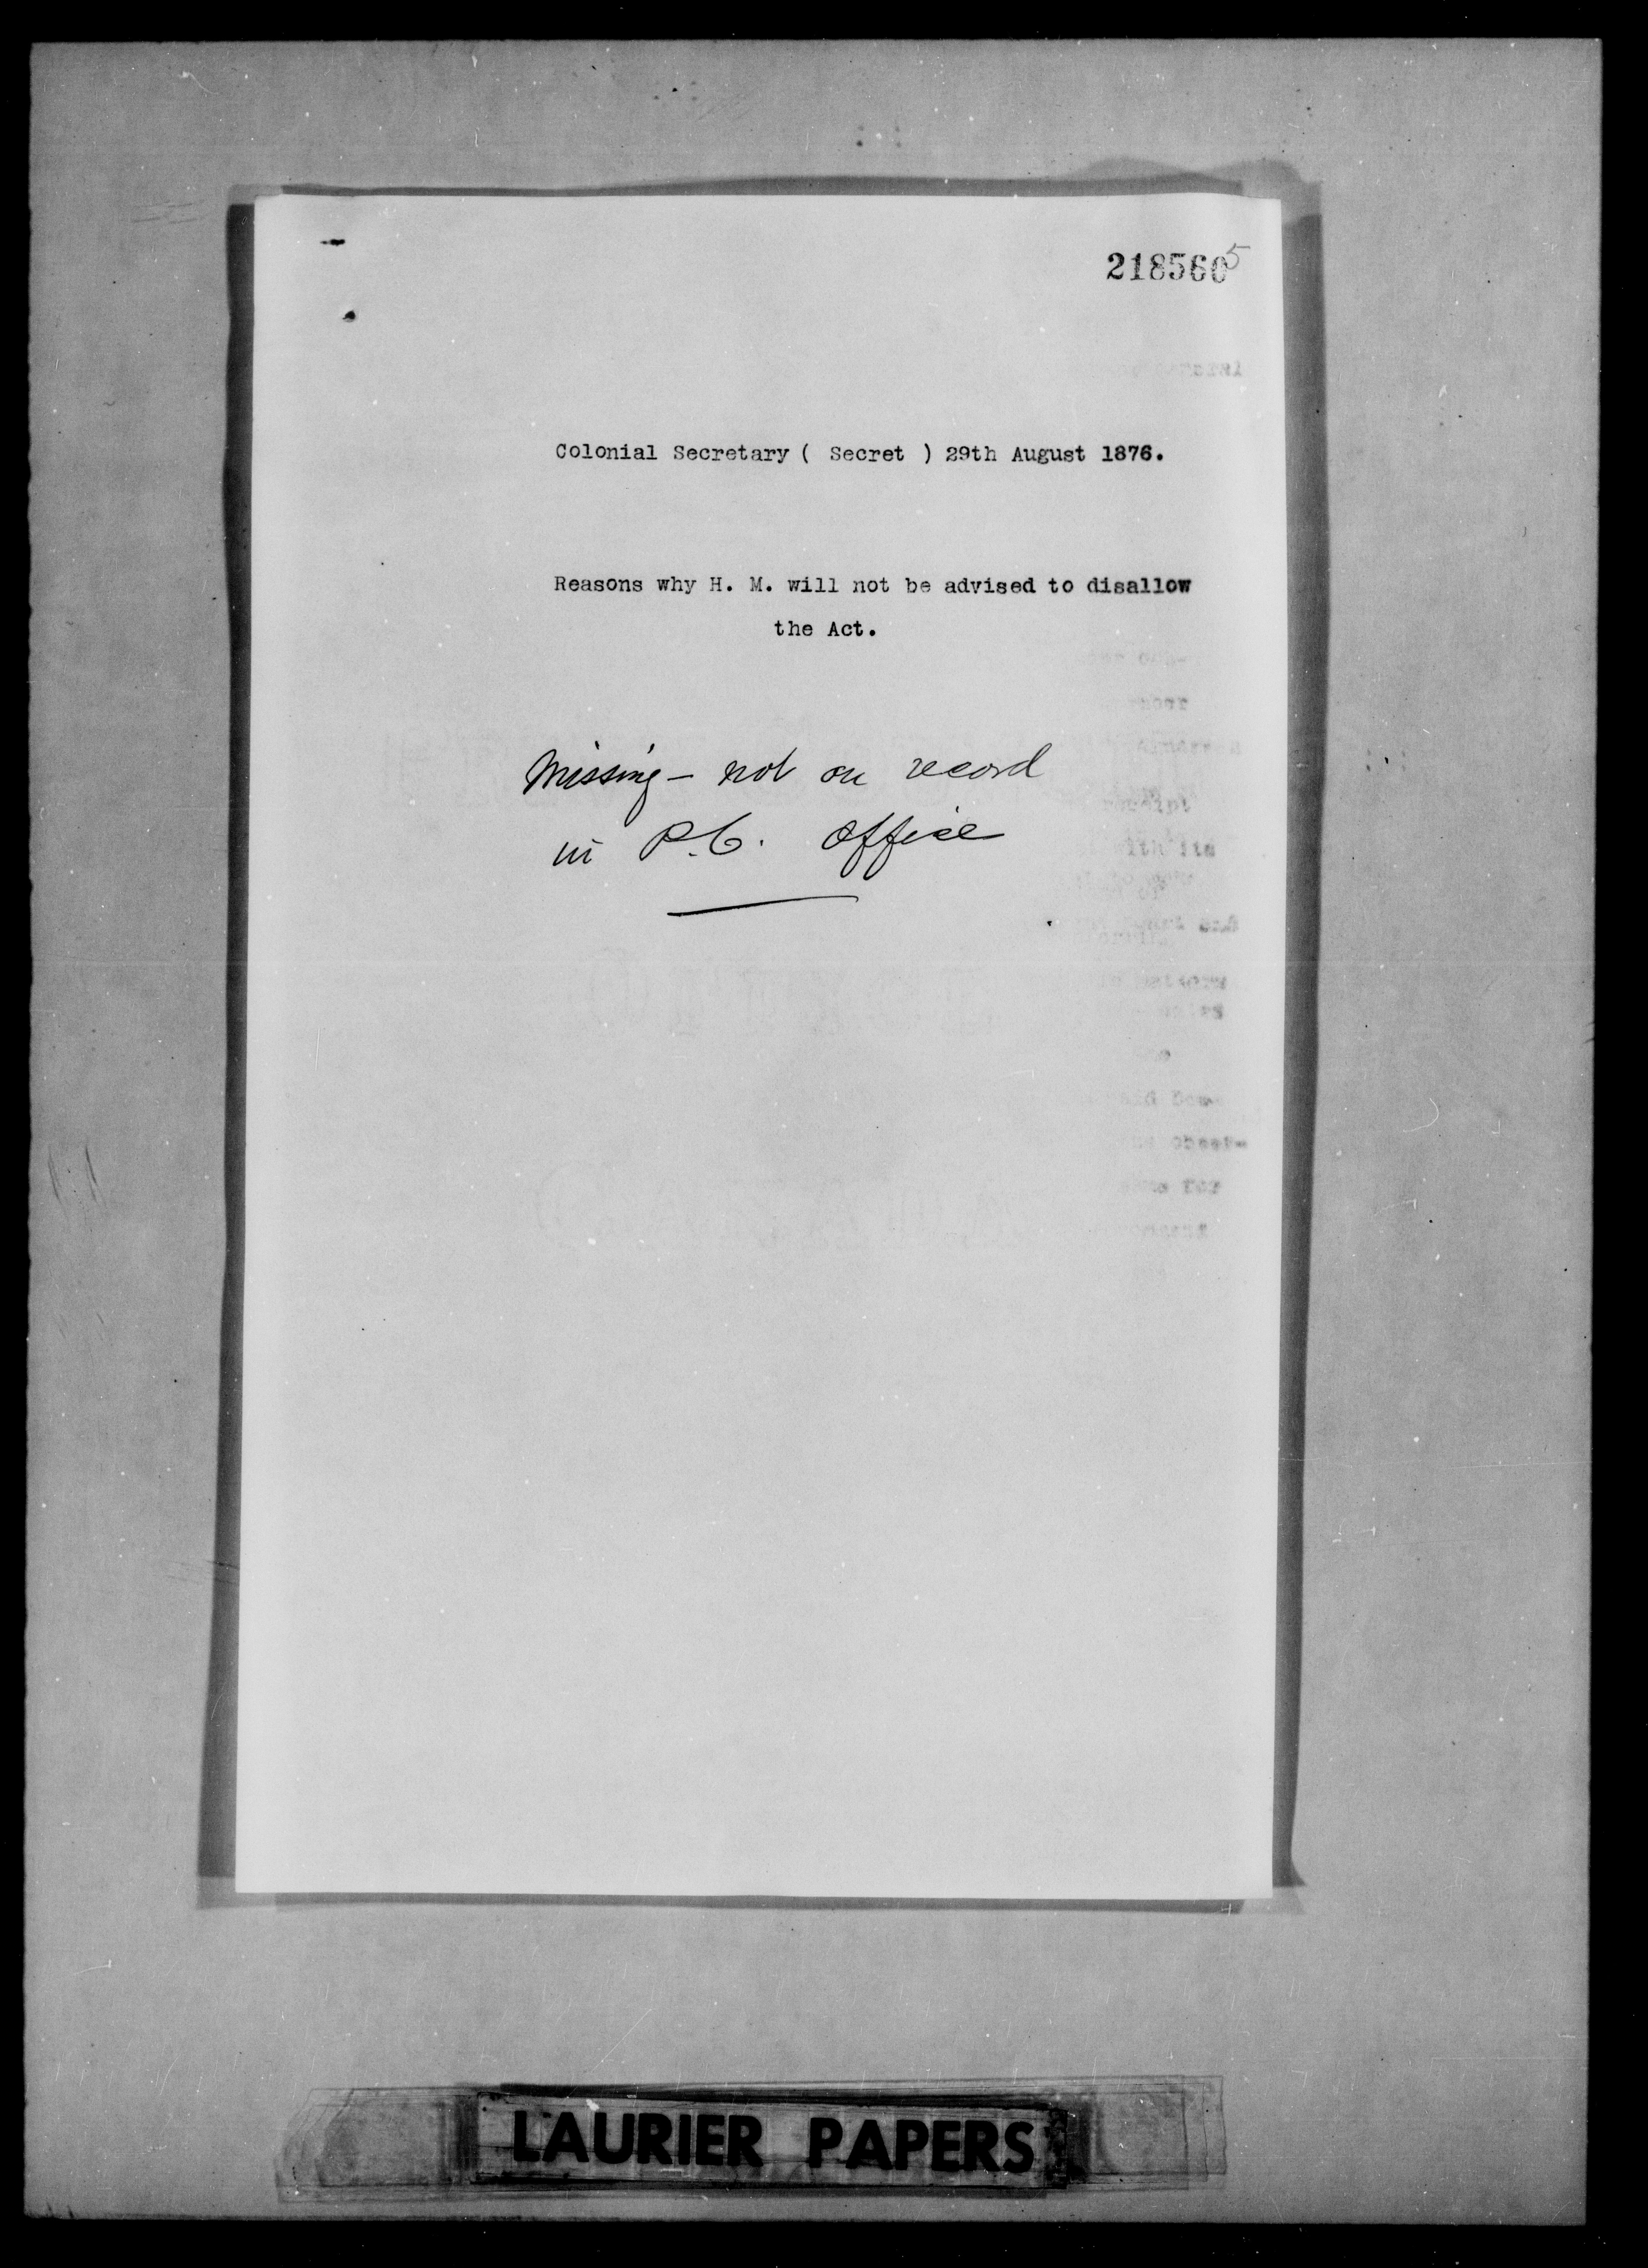 218560 5
Colonial Secretary ( Secret ) 29th August 1876.
Reasons why H. M. will not be advised to disallow
the Act.
Missing - not on record
in P.C. Office
LAURIER PAPERS